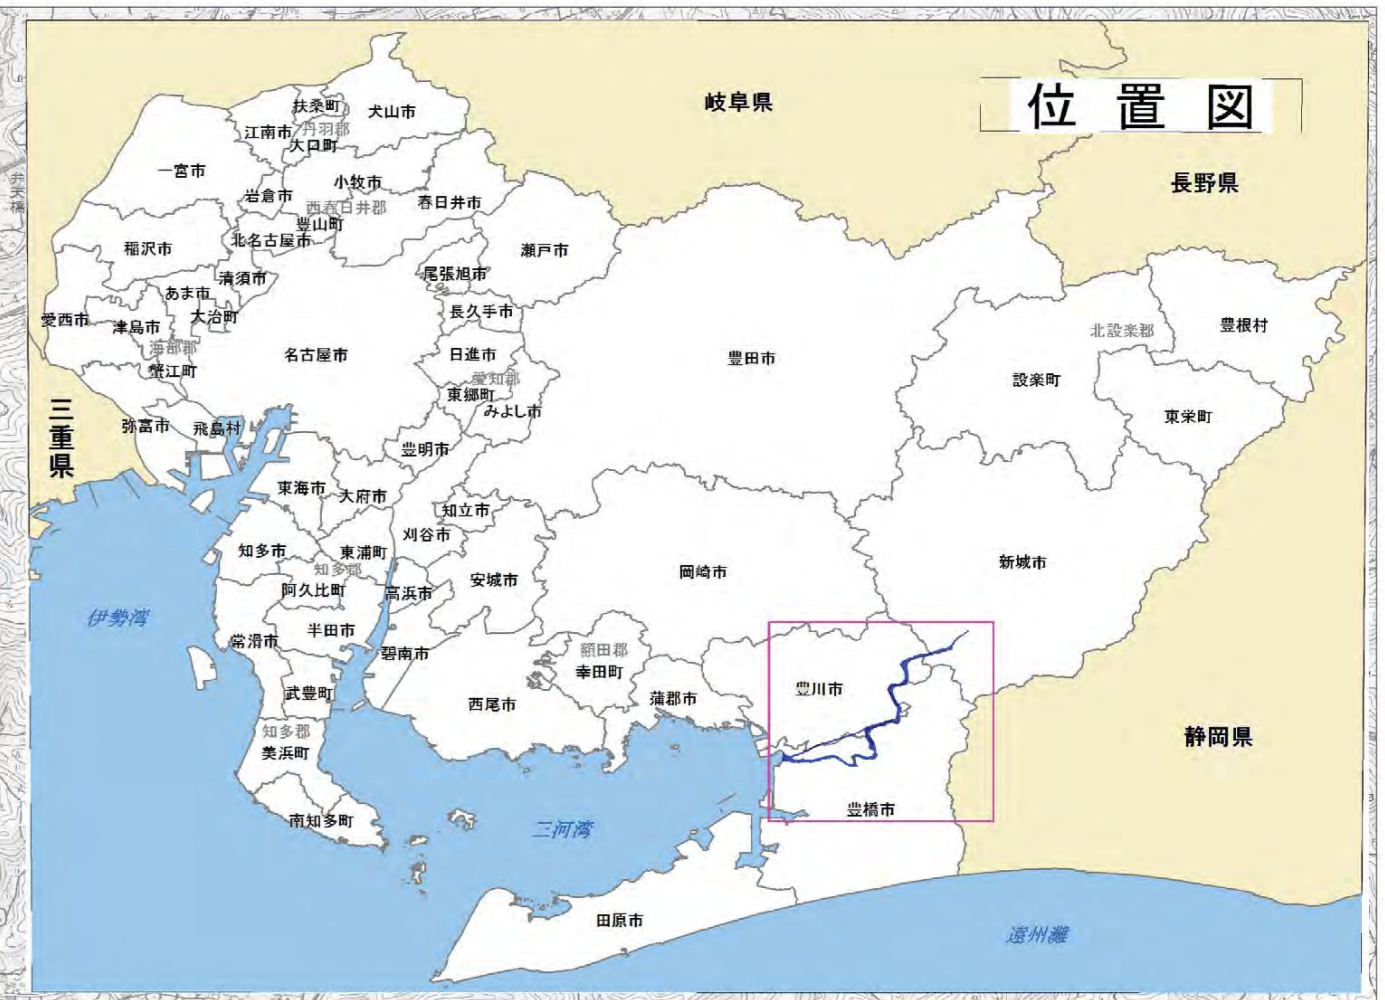 位置図
岐阜県
長野県
三重県
静岡県
扶桑町
犬山市
江南市
丹羽郡
大口町
一宮市
小牧市
岩倉市
西春日井郡
春日井市
豊山町
北名古屋市
稲沢市
瀬戸市
尾張旭市
清須市
あま市
長久手市
大治町
愛西市
津島市
海部郡
蟹江町
名古屋市
日進市
愛知郡
東郷町
みよし市
豊田市
北設楽郡
豊根村
設楽町
東栄町
弥富市
飛島村
豊明市
東海市
大府市
知立市
刈谷市
知多市
東浦町
知多郡
阿久比町
高浜市
安城市
岡崎市
新城市
伊勢湾
常滑市
半田市
碧南市
額田郡
幸田町
武豊町
西尾市
蒲郡市
豊川市
知多郡
美浜町
南知多町
三河湾
豊橋市
田原市
遠州灘
弁天橋